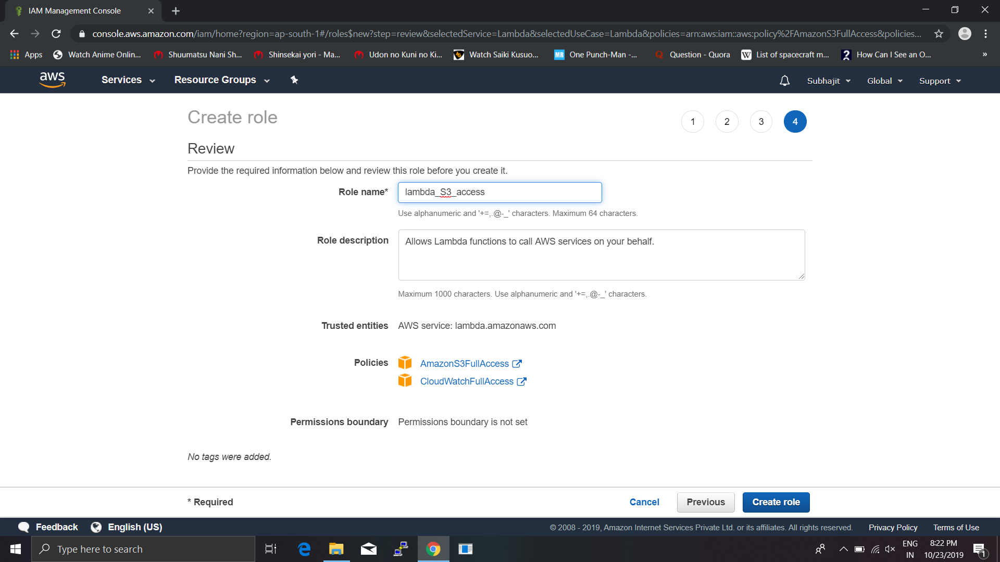 IAM Management Console
console.aws.amazon.com/iam/home?region=ap-south-1#/roles$new?step=review&selectedService=Lambda&selectedUseCase=Lambda&policies=arn:aws:iam::aws:policy%2FAmazonS3FullAccess&policies...
Apps Watch Anime Onlin... Shuumatsu Nani Sh... Shinsekai yori - Ma... Udon no Kuni no Ki... Watch Saiki Kusuo... MR One Punch-Man -... Question - Quora W List of spacecraft m... How Can I See an O... »
aws Services Resource Groups Subhajit Global Support
Create role
1 2 3 4
Review
Provide the required information below and review this role before you create it.
Role name* lambda_S3_access
Use alphanumeric and '+=,.@-_' characters. Maximum 64 characters.
Role description Allows Lambda functions to call AWS services on your behalf.
Maximum 1000 characters. Use alphanumeric and '+=,.@-_' characters.
Trusted entities AWS service: lambda.amazonaws.com
Policies AmazonS3FullAccess
CloudWatchFullAccess
Permissions boundary Permissions boundary is not set
No tags were added.
* Required Cancel Previous Create role
Feedback English (US) © 2008 - 2019, Amazon Internet Services Private Ltd. or its affiliates. All rights reserved. Privacy Policy Terms of Use
Type here to search ENG 8:22 PM
IN 10/23/2019 1